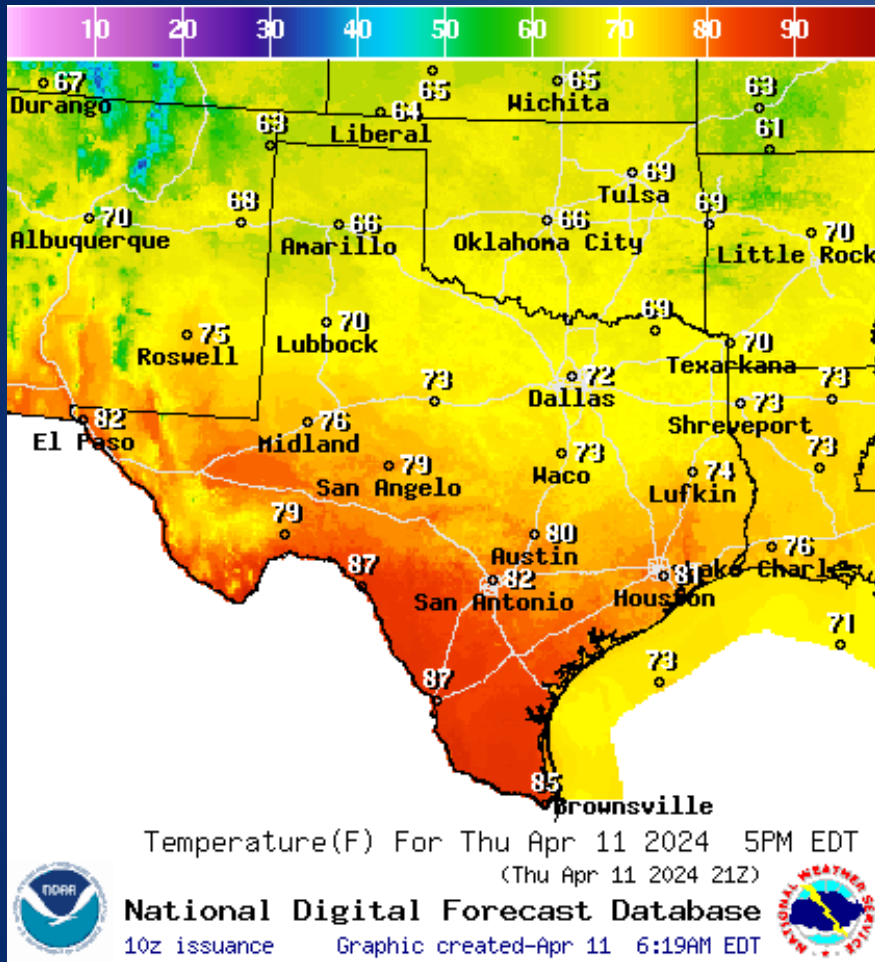 10 20 30 40 50 60 70 80 90
67 65 65 63
Durango Wichita
64
Liberal
63 61
69
Tulsa
70 68 66 66 69 70
Albuquerque Amarillo Oklahoma City Little Rock
75 70 69 70
Roswell Lubbock Texarkana
73 72 73 73
Dallas Shreveport
82 76
El Paso Midland
79 73 74 73
San Angelo Waco Lufkin
79 80 76
Austin Lake Charles
87 82 81
San Antonio Houston
71
73
87
85
Brownsville
Temperature(F) For Thu Apr 11 2024 5PM EDT
(Thu Apr 11 2024 21Z)
National Digital Forecast Database
10z issuance Graphic created-Apr 11 6:19AM EDT
NOAA
NATIONAL WEATHER SERVICE